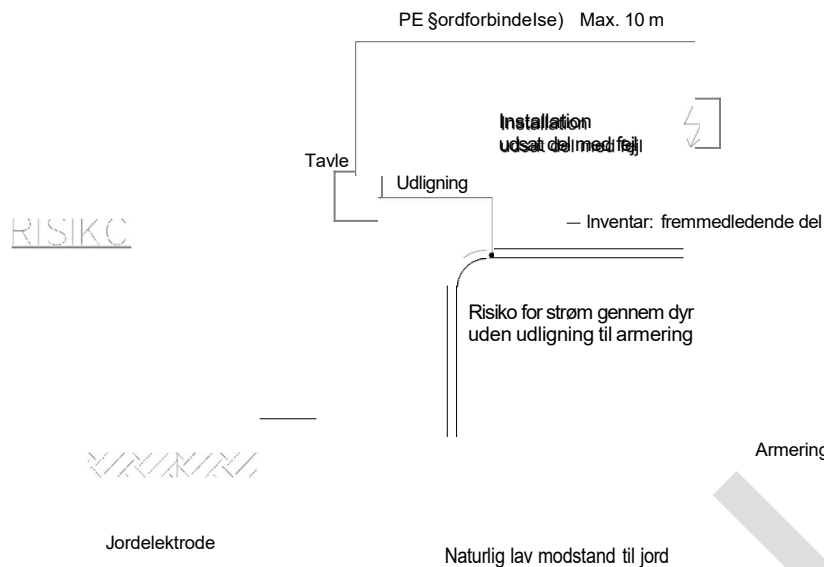 PE §ordforbindelse) Max. 10 m
Installation
udsat del med fejl
Tavle
Udligning
Inventar: fremmedledende del
RISIKO
Risiko for strøm gennem dyr
uden udligning til armering
Armering
Jordelektrode
Naturlig lav modstand til jord